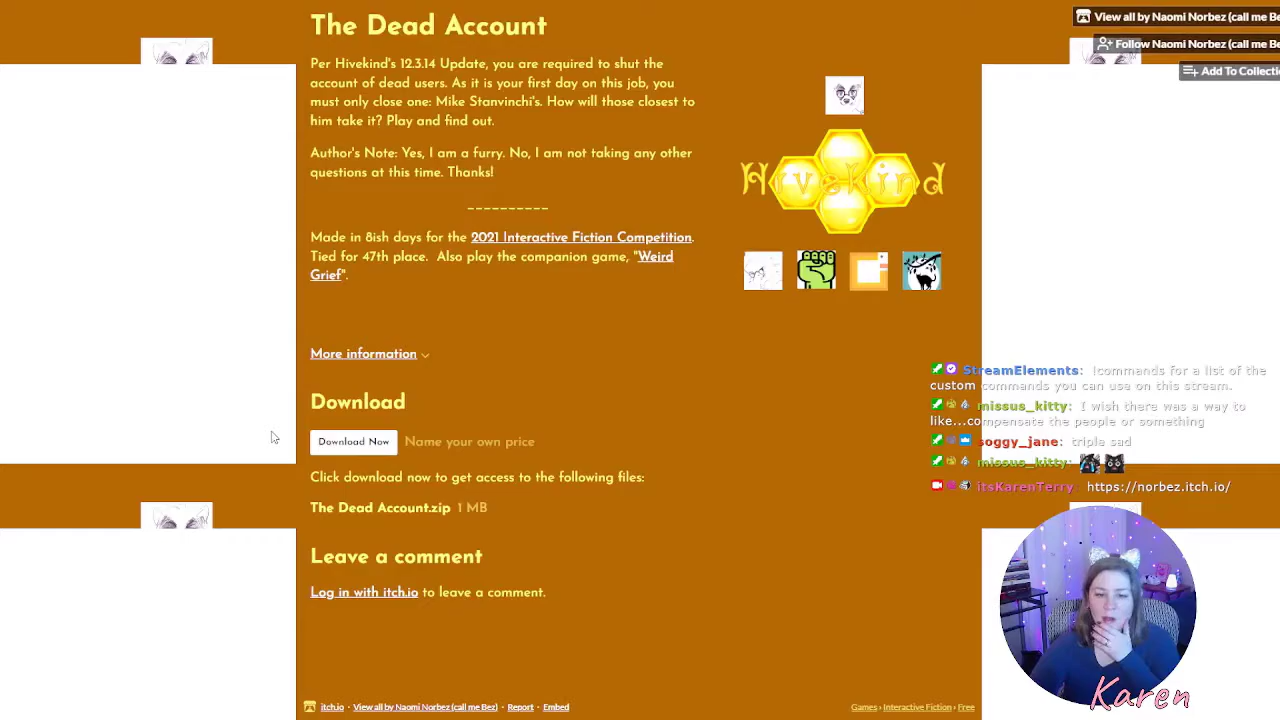 The Dead Account
Per Hivekind's 12.3.14 Update, you are required to shut the
account of dead users. As it is your first day on this job, you
must only close one: Mike Stanvinchi's. How will those closest to
him take it? Play and find out.
Author's Note: Yes, I am a furry. No, I am not taking any other
questions at this time. Thanks!
__________
Made in 8ish days for the 2021 Interactive Fiction Competition.
Tied for 47th place. Also play the companion game, "Weird
Grief".
More information
Download
Download Now Name your own price
Click download now to get access to the following files:
The Dead Account.zip 1 MB
Leave a comment
Log in with itch.io to leave a comment.
itch.io · View all by Naomi Norbez (call me Bez) · Report · Embed
Games › Interactive Fiction › Free
View all by Naomi Norbez (call me Be
Follow Naomi Norbez (call me Be
Add To Collecti
Hivekind
StreamElements: !commands for a list of the
custom commands you can use on this stream.
missus_kitty: I wish there was a way to
like...compensate the people or something
soggy_jane: triple sad
missus_kitty:
itsKarenTerry: https://norbez.itch.io/
Karen